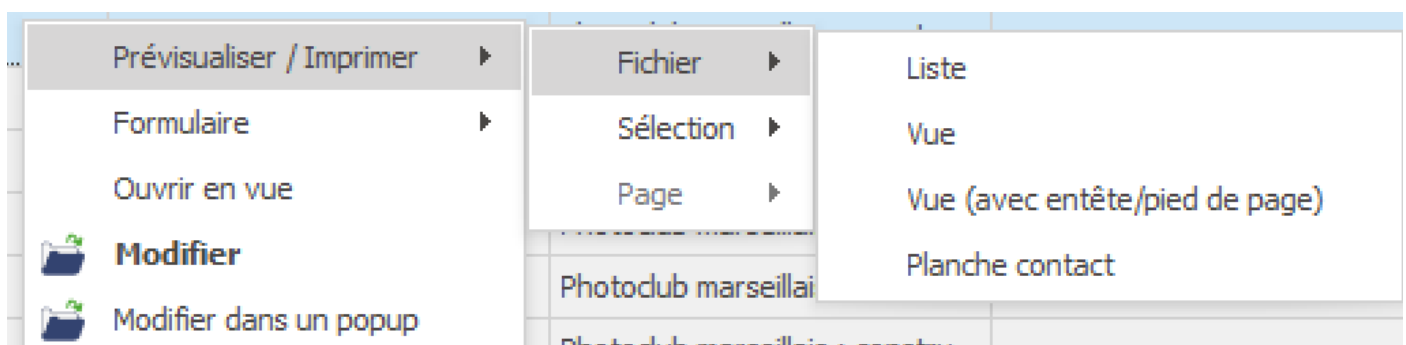 Prévisualiser / Imprimer
Formulaire
Ouvrir en vue
Modifier
Modifier dans un popup
Fichier
Sélection
Page
Liste
Vue
Vue (avec entête/pied de page)
Planche contact
Photoclub marseillai